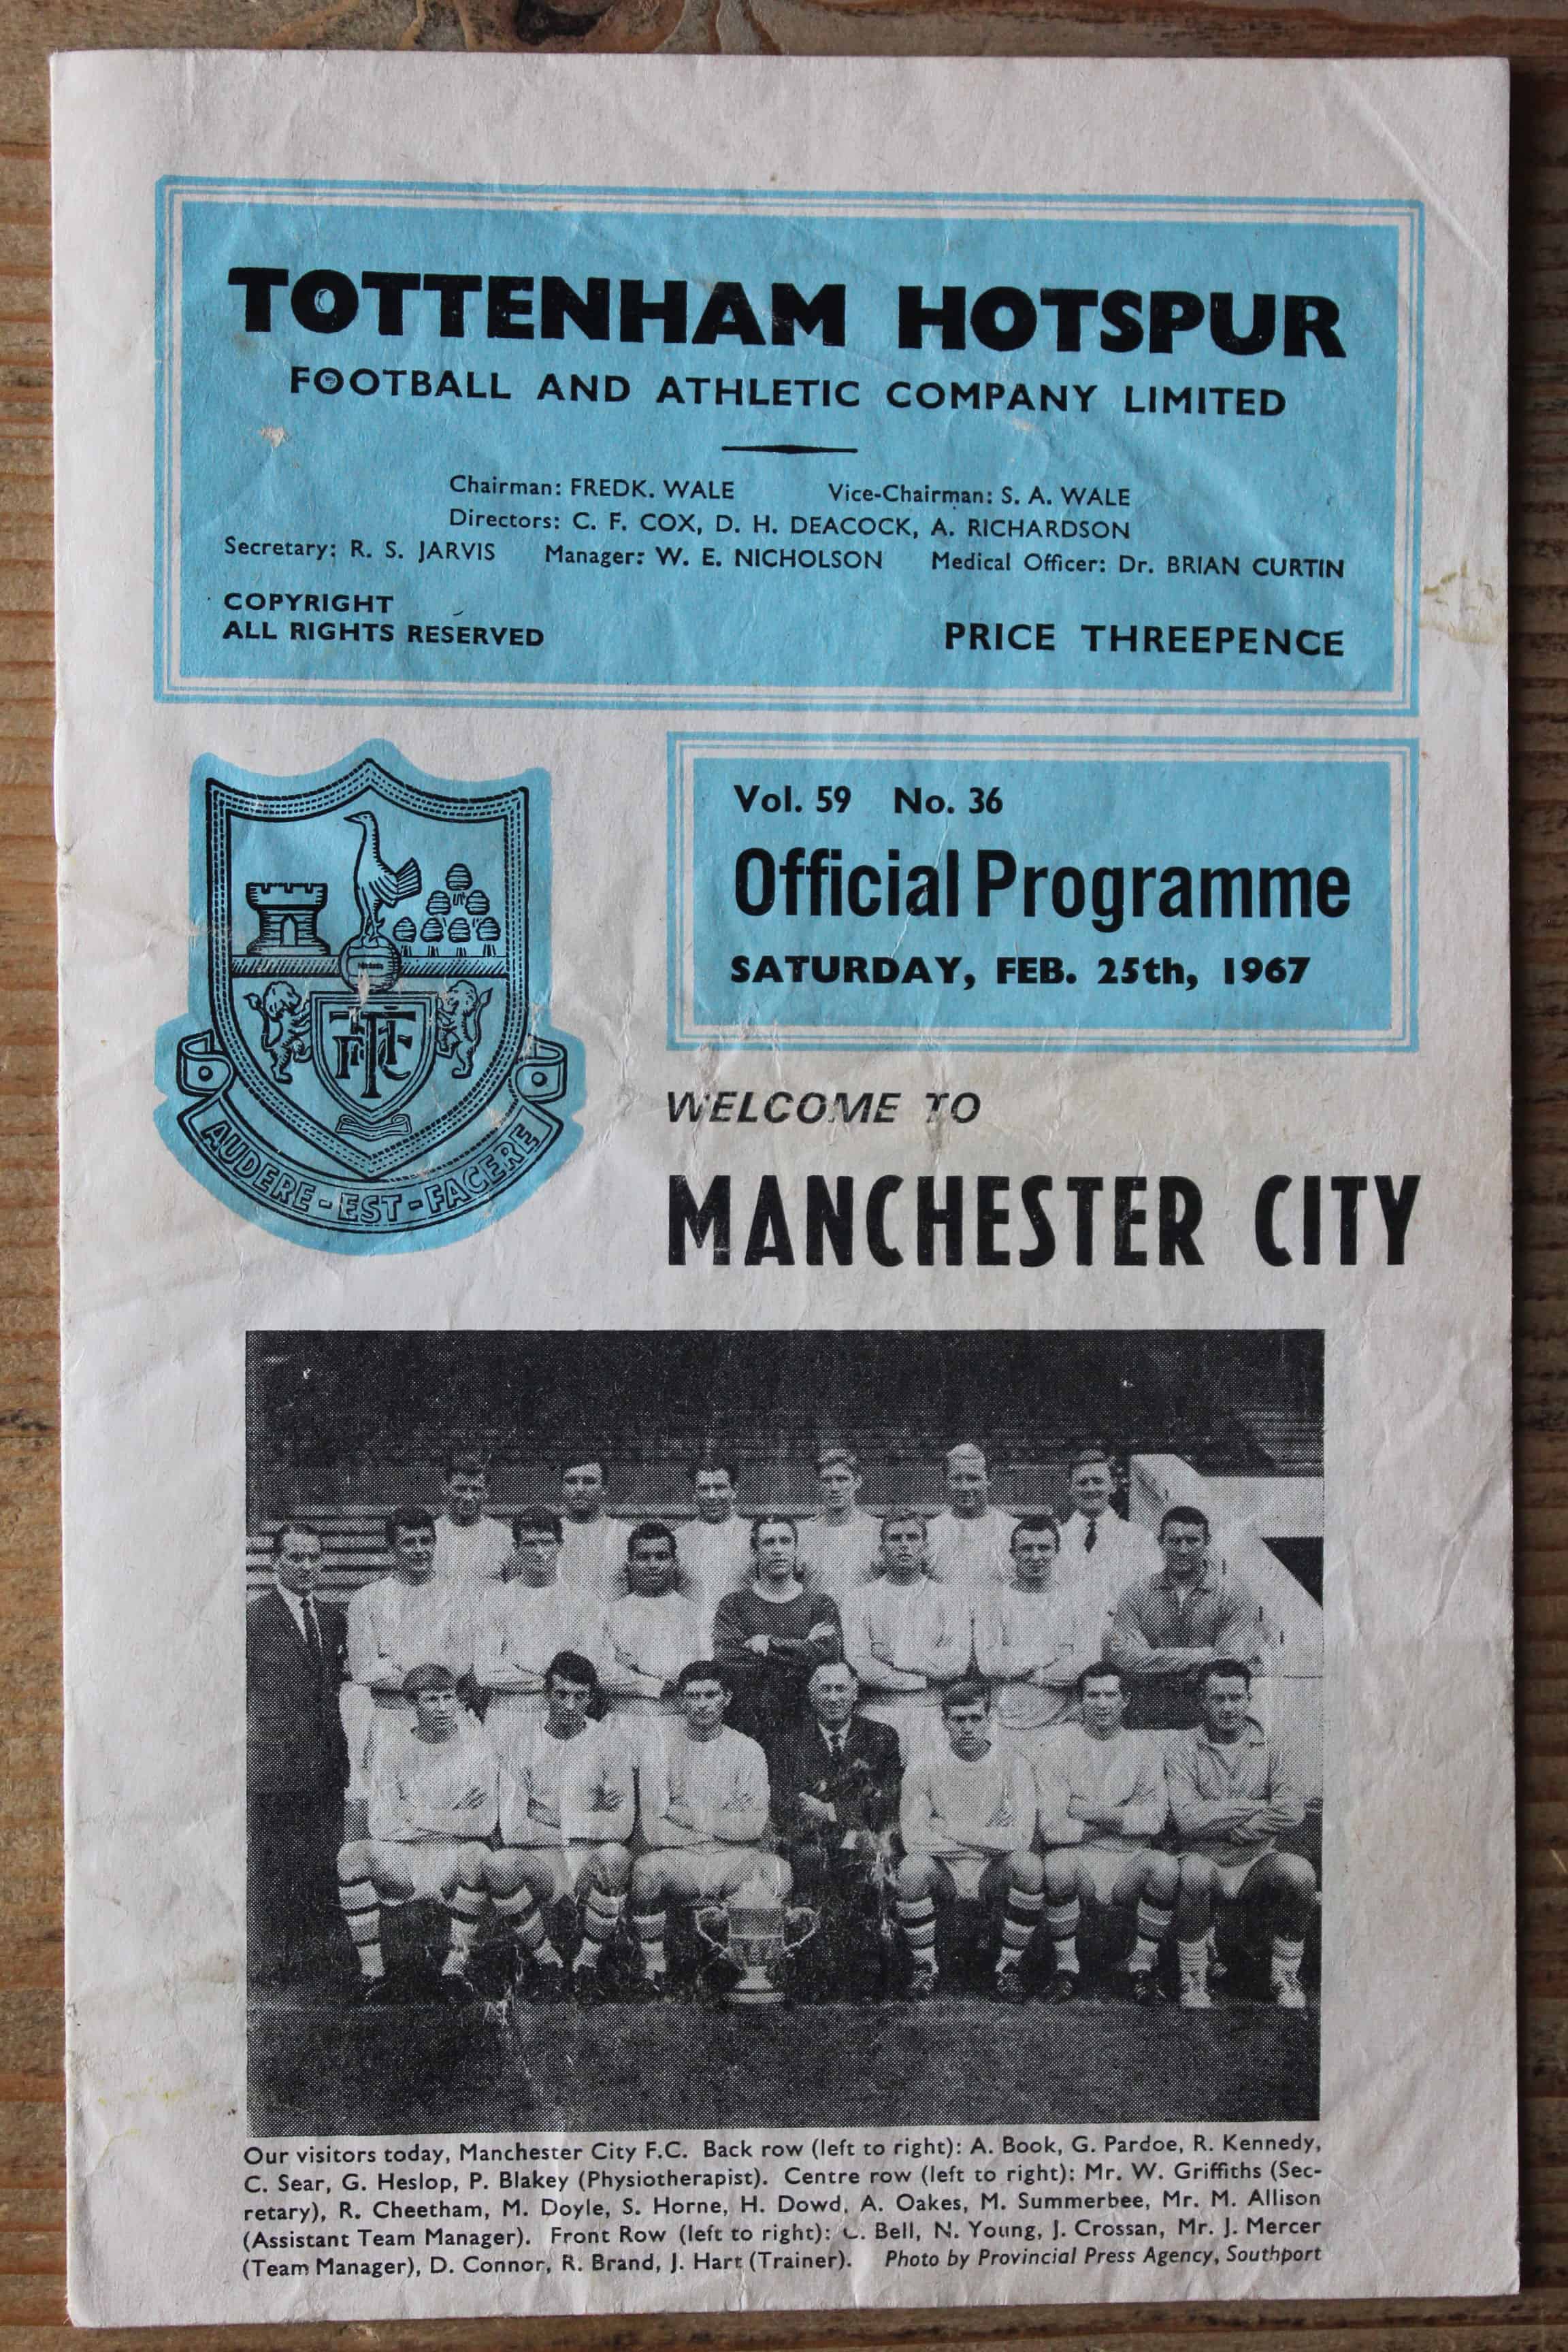 TOTTENHAM HOTSPUR
FOOTBALL AND ATHLETIC COMPANY LIMITED
Chairman: FREDK. WALE Vice-Chairman: S. A. WALE
Directors: C. F. COX, D. H. DEACOCK, A. RICHARDSON
Secretary: R. S. JARVIS Manager: W. E. NICHOLSON Medical Officer: Dr. BRIAN CURTIN
COPYRIGHT
ALL RIGHTS RESERVED
PRICE THREEPENCE
Vol. 59 No. 36
Official Programme
SATURDAY, FEB. 25th, 1967
AUDERE-EST-FACERE
WELCOME TO
MANCHESTER CITY
Our visitors today, Manchester City F.C. Back row (left to right): A. Book, G. Pardoe, R. Kennedy,
C. Sear, G. Heslop, P. Blakey (Physiotherapist). Centre row (left to right): Mr. W. Griffiths (Sec-
retary), R. Cheetham, M. Doyle, S. Horne, H. Dowd, A. Oakes, M. Summerbee, Mr. M. Allison
(Assistant Team Manager). Front Row (left to right): C. Bell, N. Young, J. Crossan, Mr. J. Mercer
(Team Manager), D. Connor, R. Brand, J. Hart (Trainer). Photo by Provincial Press Agency, Southport